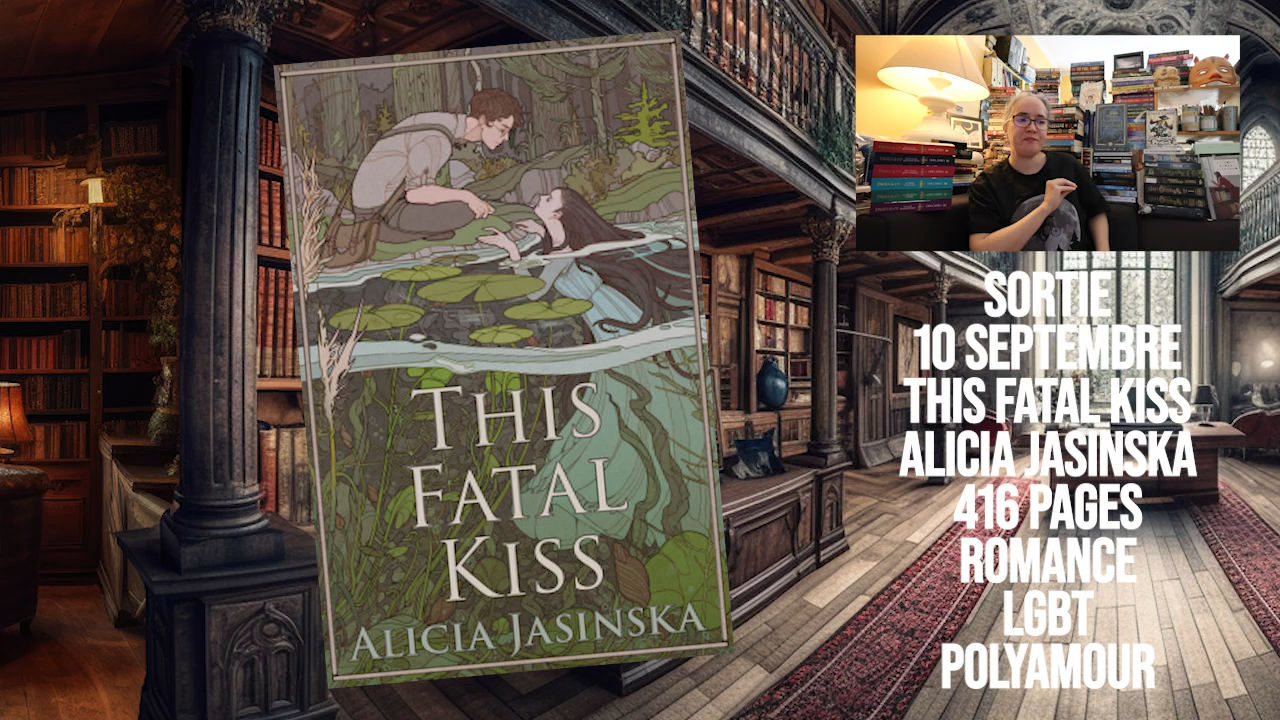 THIS
FATAL
KISS
ALICIA JASINSKA
SORTIE
10 SEPTEMBRE
THIS FATAL KISS
ALICIA JASINSKA
416 PAGES
ROMANCE
LGBT
POLYAMOUR